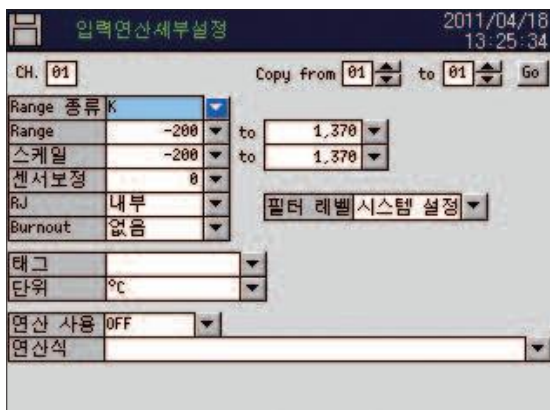 입력연산세부설정 2011/04/18
13:25:34
CH. 01 Copy from 01 to 01 Go
Range 종류 K
Range -200 to 1,370
스케일 -200 to 1,370
센서보정 0
RJ 내부 필터 레벨 시스템 설정
Burnout 없음
태그
단위 °C
연산 사용 OFF
연산식